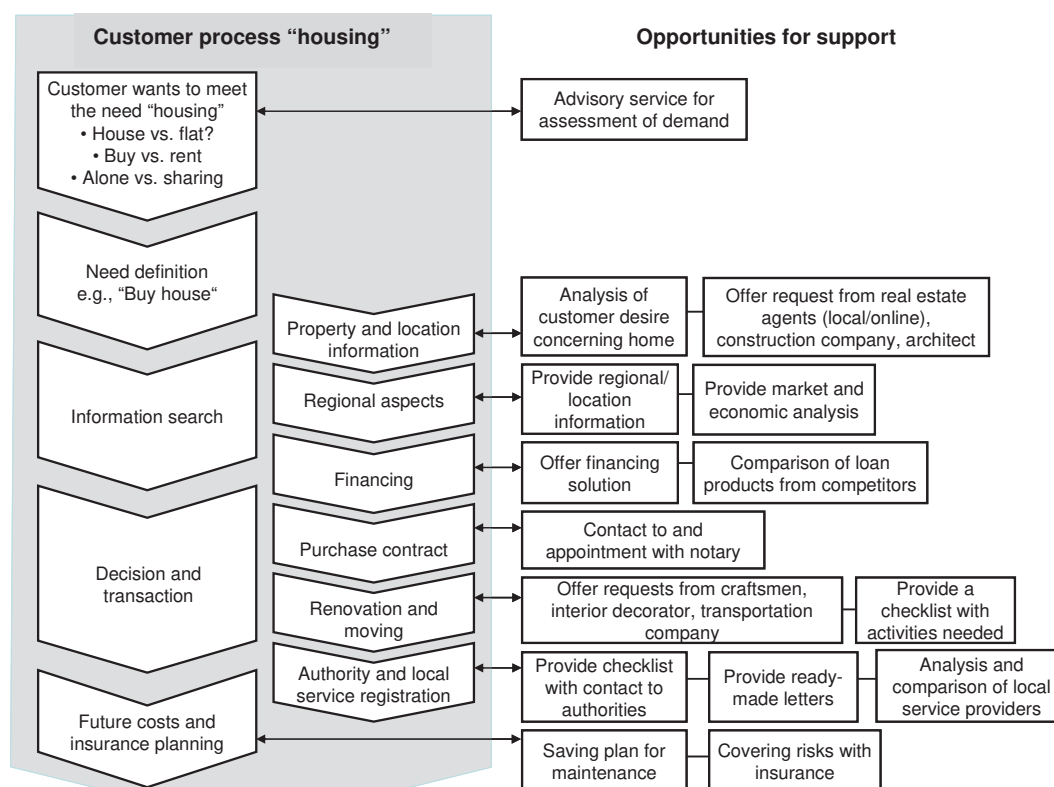 Customer process “housing”
Opportunities for support
Customer wants to meet
the need “housing”
• House vs. flat?
• Buy vs. rent
• Alone vs. sharing
Advisory service for
assessment of demand
Need definition
e.g., “Buy house“
Property and location
information
Analysis of
customer desire
concerning home
Offer request from real estate
agents (local/online),
construction company, architect
Information search
Regional aspects
Provide regional/
location
information
Provide market and
economic analysis
Financing
Offer financing
solution
Comparison of loan
products from competitors
Decision and
transaction
Purchase contract
Contact to and
appointment with notary
Renovation and
moving
Offer requests from craftsmen,
interior decorator, transportation
company
Provide a
checklist with
activities needed
Authority and local
service registration
Provide checklist
with contact to
authorities
Provide ready-
made letters
Analysis and
comparison of local
service providers
Future costs and
insurance planning
Saving plan for
maintenance
Covering risks with
insurance